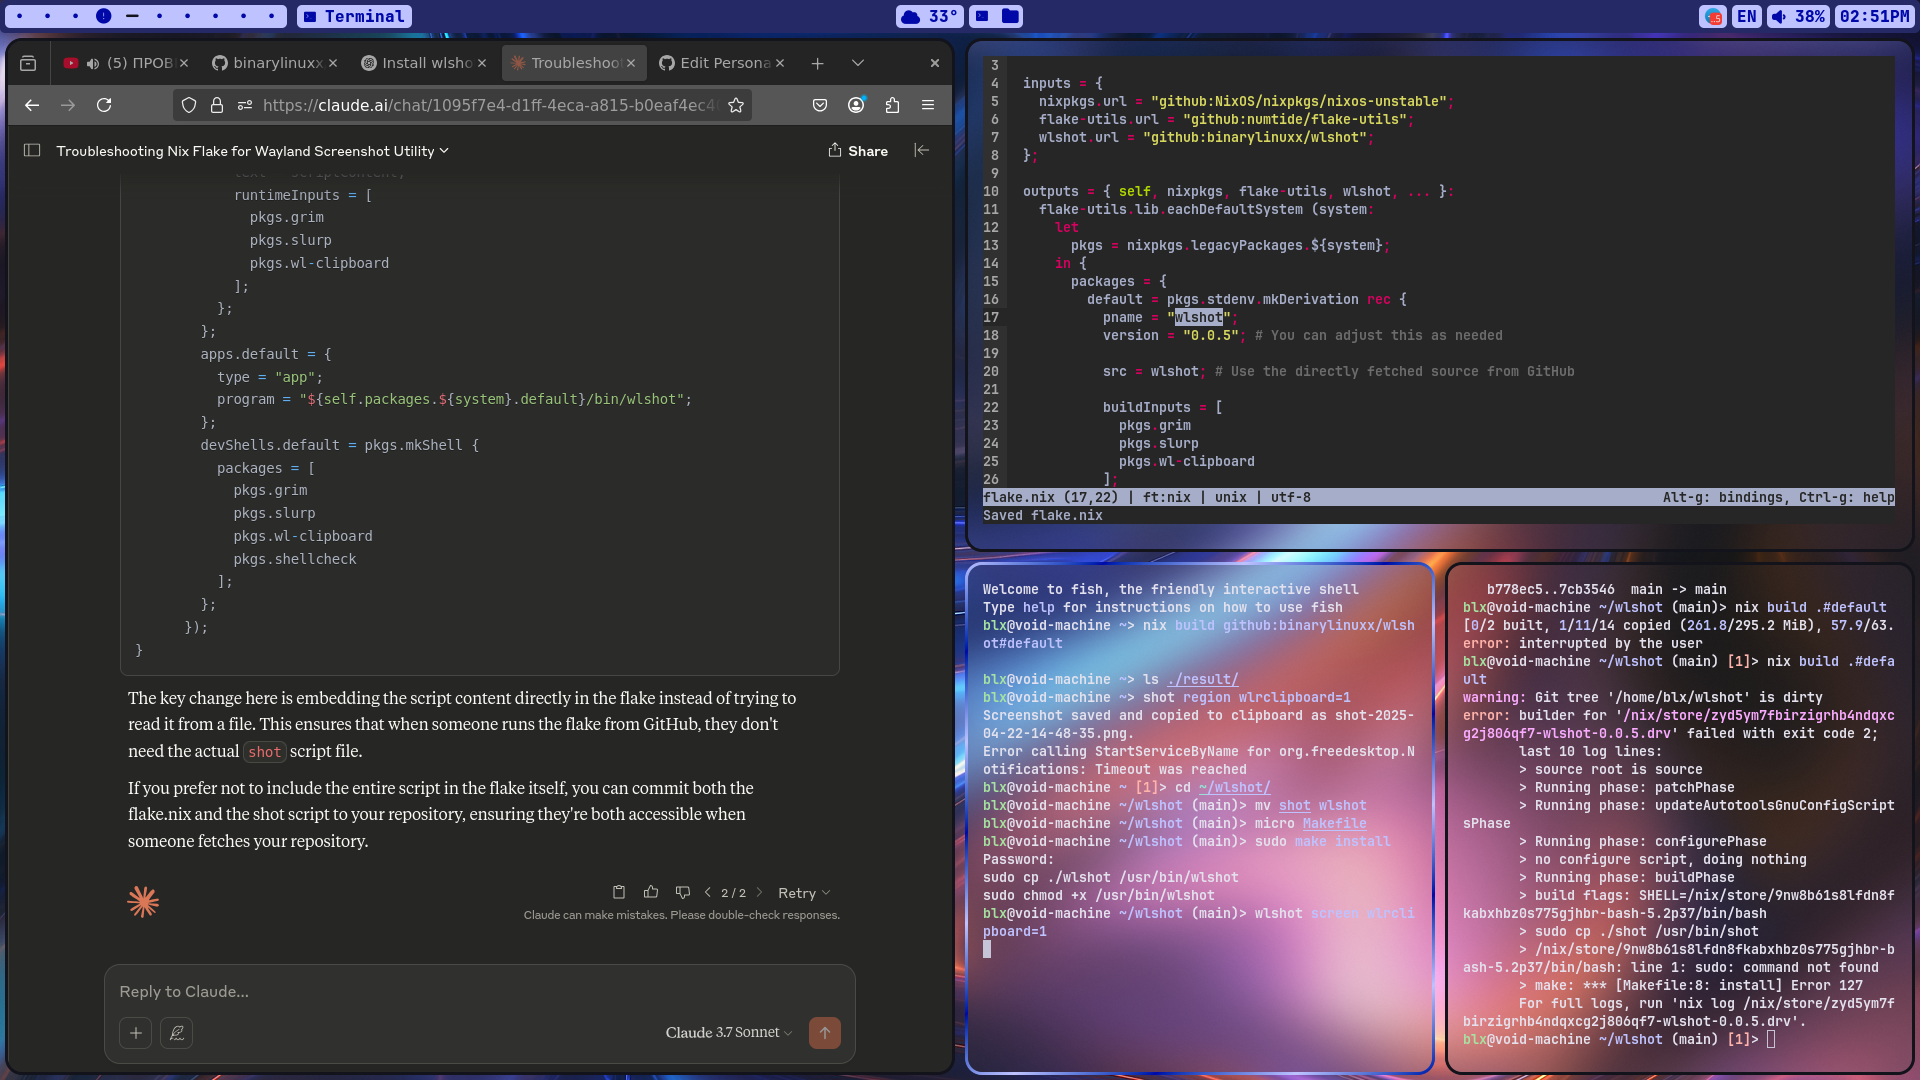 Terminal
33°
EN
38%
02:51PM
(5) ПРОВ
binarylinuxx
Install wlsho
Troubleshoo
Edit Persona
https://claude.ai/chat/1095f7e4-d1ff-4eca-a815-b0eaf4ec4
Troubleshooting Nix Flake for Wayland Screenshot Utility
Share
runtimeInputs = [
pkgs.grim
pkgs.slurp
pkgs.wl-clipboard
];
};
};
apps.default = {
type = "app";
program = "${self.packages.${system}.default}/bin/wlshot";
};
devShells.default = pkgs.mkShell {
packages = [
pkgs.grim
pkgs.slurp
pkgs.wl-clipboard
pkgs.shellcheck
];
};
});
}
The key change here is embedding the script content directly in the flake instead of trying to
read it from a file. This ensures that when someone runs the flake from GitHub, they don't
need the actual shot script file.
If you prefer not to include the entire script in the flake itself, you can commit both the
flake.nix and the shot script to your repository, ensuring they're both accessible when
someone fetches your repository.
2 / 2
Retry
Claude can make mistakes. Please double-check responses.
Reply to Claude...
Claude 3.7 Sonnet
3
4 inputs = {
5 nixpkgs.url = "github:NixOS/nixpkgs/nixos-unstable";
6 flake-utils.url = "github:numtide/flake-utils";
7 wlshot.url = "github:binarylinuxx/wlshot";
8 };
9
10 outputs = { self, nixpkgs, flake-utils, wlshot, ... }:
11 flake-utils.lib.eachDefaultSystem (system:
12 let
13 pkgs = nixpkgs.legacyPackages.${system};
14 in {
15 packages = {
16 default = pkgs.stdenv.mkDerivation rec {
17 pname = "wlshot";
18 version = "0.0.5"; # You can adjust this as needed
19
20 src = wlshot; # Use the directly fetched source from GitHub
21
22 buildInputs = [
23 pkgs.grim
24 pkgs.slurp
25 pkgs.wl-clipboard
26 ];
flake.nix (17,22) | ft:nix | unix | utf-8 Alt-g: bindings, Ctrl-g: help
Saved flake.nix
Welcome to fish, the friendly interactive shell
Type help for instructions on how to use fish
blx@void-machine ~> nix build github:binarylinuxx/wlsh
ot#default
blx@void-machine ~> ls ./result/
blx@void-machine ~> shot region wlrclipboard=1
Screenshot saved and copied to clipboard as shot-2025-
04-22-14-48-35.png.
Error calling StartServiceByName for org.freedesktop.N
otifications: Timeout was reached
blx@void-machine ~ [1]> cd ~/wlshot/
blx@void-machine ~/wlshot (main)> mv shot wlshot
blx@void-machine ~/wlshot (main)> micro Makefile
blx@void-machine ~/wlshot (main)> sudo make install
Password:
sudo cp ./wlshot /usr/bin/wlshot
sudo chmod +x /usr/bin/wlshot
blx@void-machine ~/wlshot (main)> wlshot screen wlrcli
pboard=1
b778ec5..7cb3546 main -> main
blx@void-machine ~/wlshot (main)> nix build .#default
[0/2 built, 1/11/14 copied (261.8/295.2 MiB), 57.9/63.
error: interrupted by the user
blx@void-machine ~/wlshot (main) [1]> nix build .#defa
ult
warning: Git tree '/home/blx/wlshot' is dirty
error: builder for '/nix/store/zyd5ym7fbirzigrhb4ndqxc
g2j806qf7-wlshot-0.0.5.drv' failed with exit code 2;
last 10 log lines:
> source root is source
> Running phase: patchPhase
> Running phase: updateAutotoolsGnuConfigScript
sPhase
> Running phase: configurePhase
> no configure script, doing nothing
> Running phase: buildPhase
> build flags: SHELL=/nix/store/9nw8b61s8lfdn8f
kabxhbz0s775gjhbr-bash-5.2p37/bin/bash
> sudo cp ./shot /usr/bin/shot
> /nix/store/9nw8b61s8lfdn8fkabxhbz0s775gjhbr-b
ash-5.2p37/bin/bash: line 1: sudo: command not found
> make: *** [Makefile:8: install] Error 127
For full logs, run 'nix log /nix/store/zyd5ym7f
birzigrhb4ndqxcg2j806qf7-wlshot-0.0.5.drv'.
blx@void-machine ~/wlshot (main) [1]>